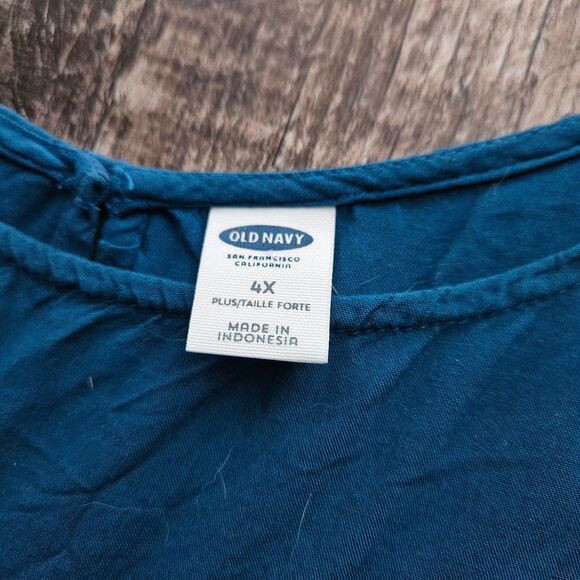 OLD NAVY
SAN FRANCISCO
CALIFORNIA
4X
PLUS/TAILLE FORTE
MADE IN
INDONESIA